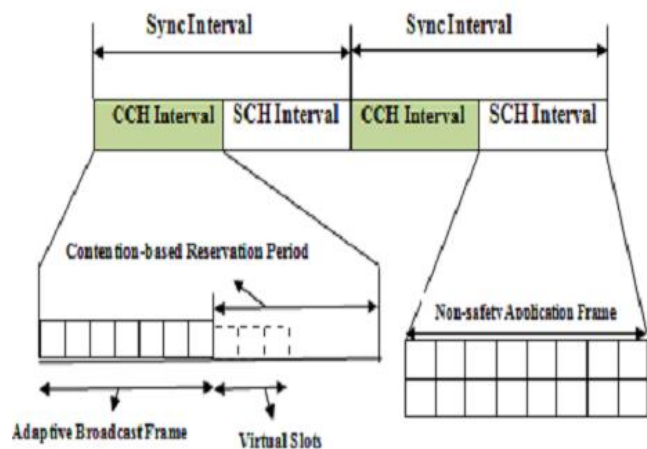 Sync Interval
Sync Interval
CCH Interval
SCH Interval
CCH Interval
SCH Interval
Contention-based Reservation Period
Non-safety Application Frame
Adaptive Broadcast Frame
Virtual Slots